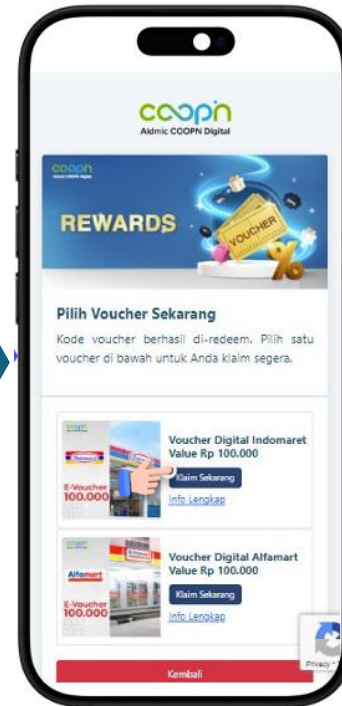 coopn
Aldmic COOPN Digital
coopn
REWARDS
VOUCHER
%
Pilih Voucher Sekarang
Kode voucher berhasil di-redeem. Pilih satu
voucher di bawah untuk Anda klaim segera.
Indomaret
E-Voucher
100.000
Voucher Digital Indomaret
Value Rp 100.000
Klaim Sekarang
Info Lengkap
Alfamart
E-Voucher
100.000
Voucher Digital Alfamart
Value Rp 100.000
Klaim Sekarang
Info Lengkap
Kembali